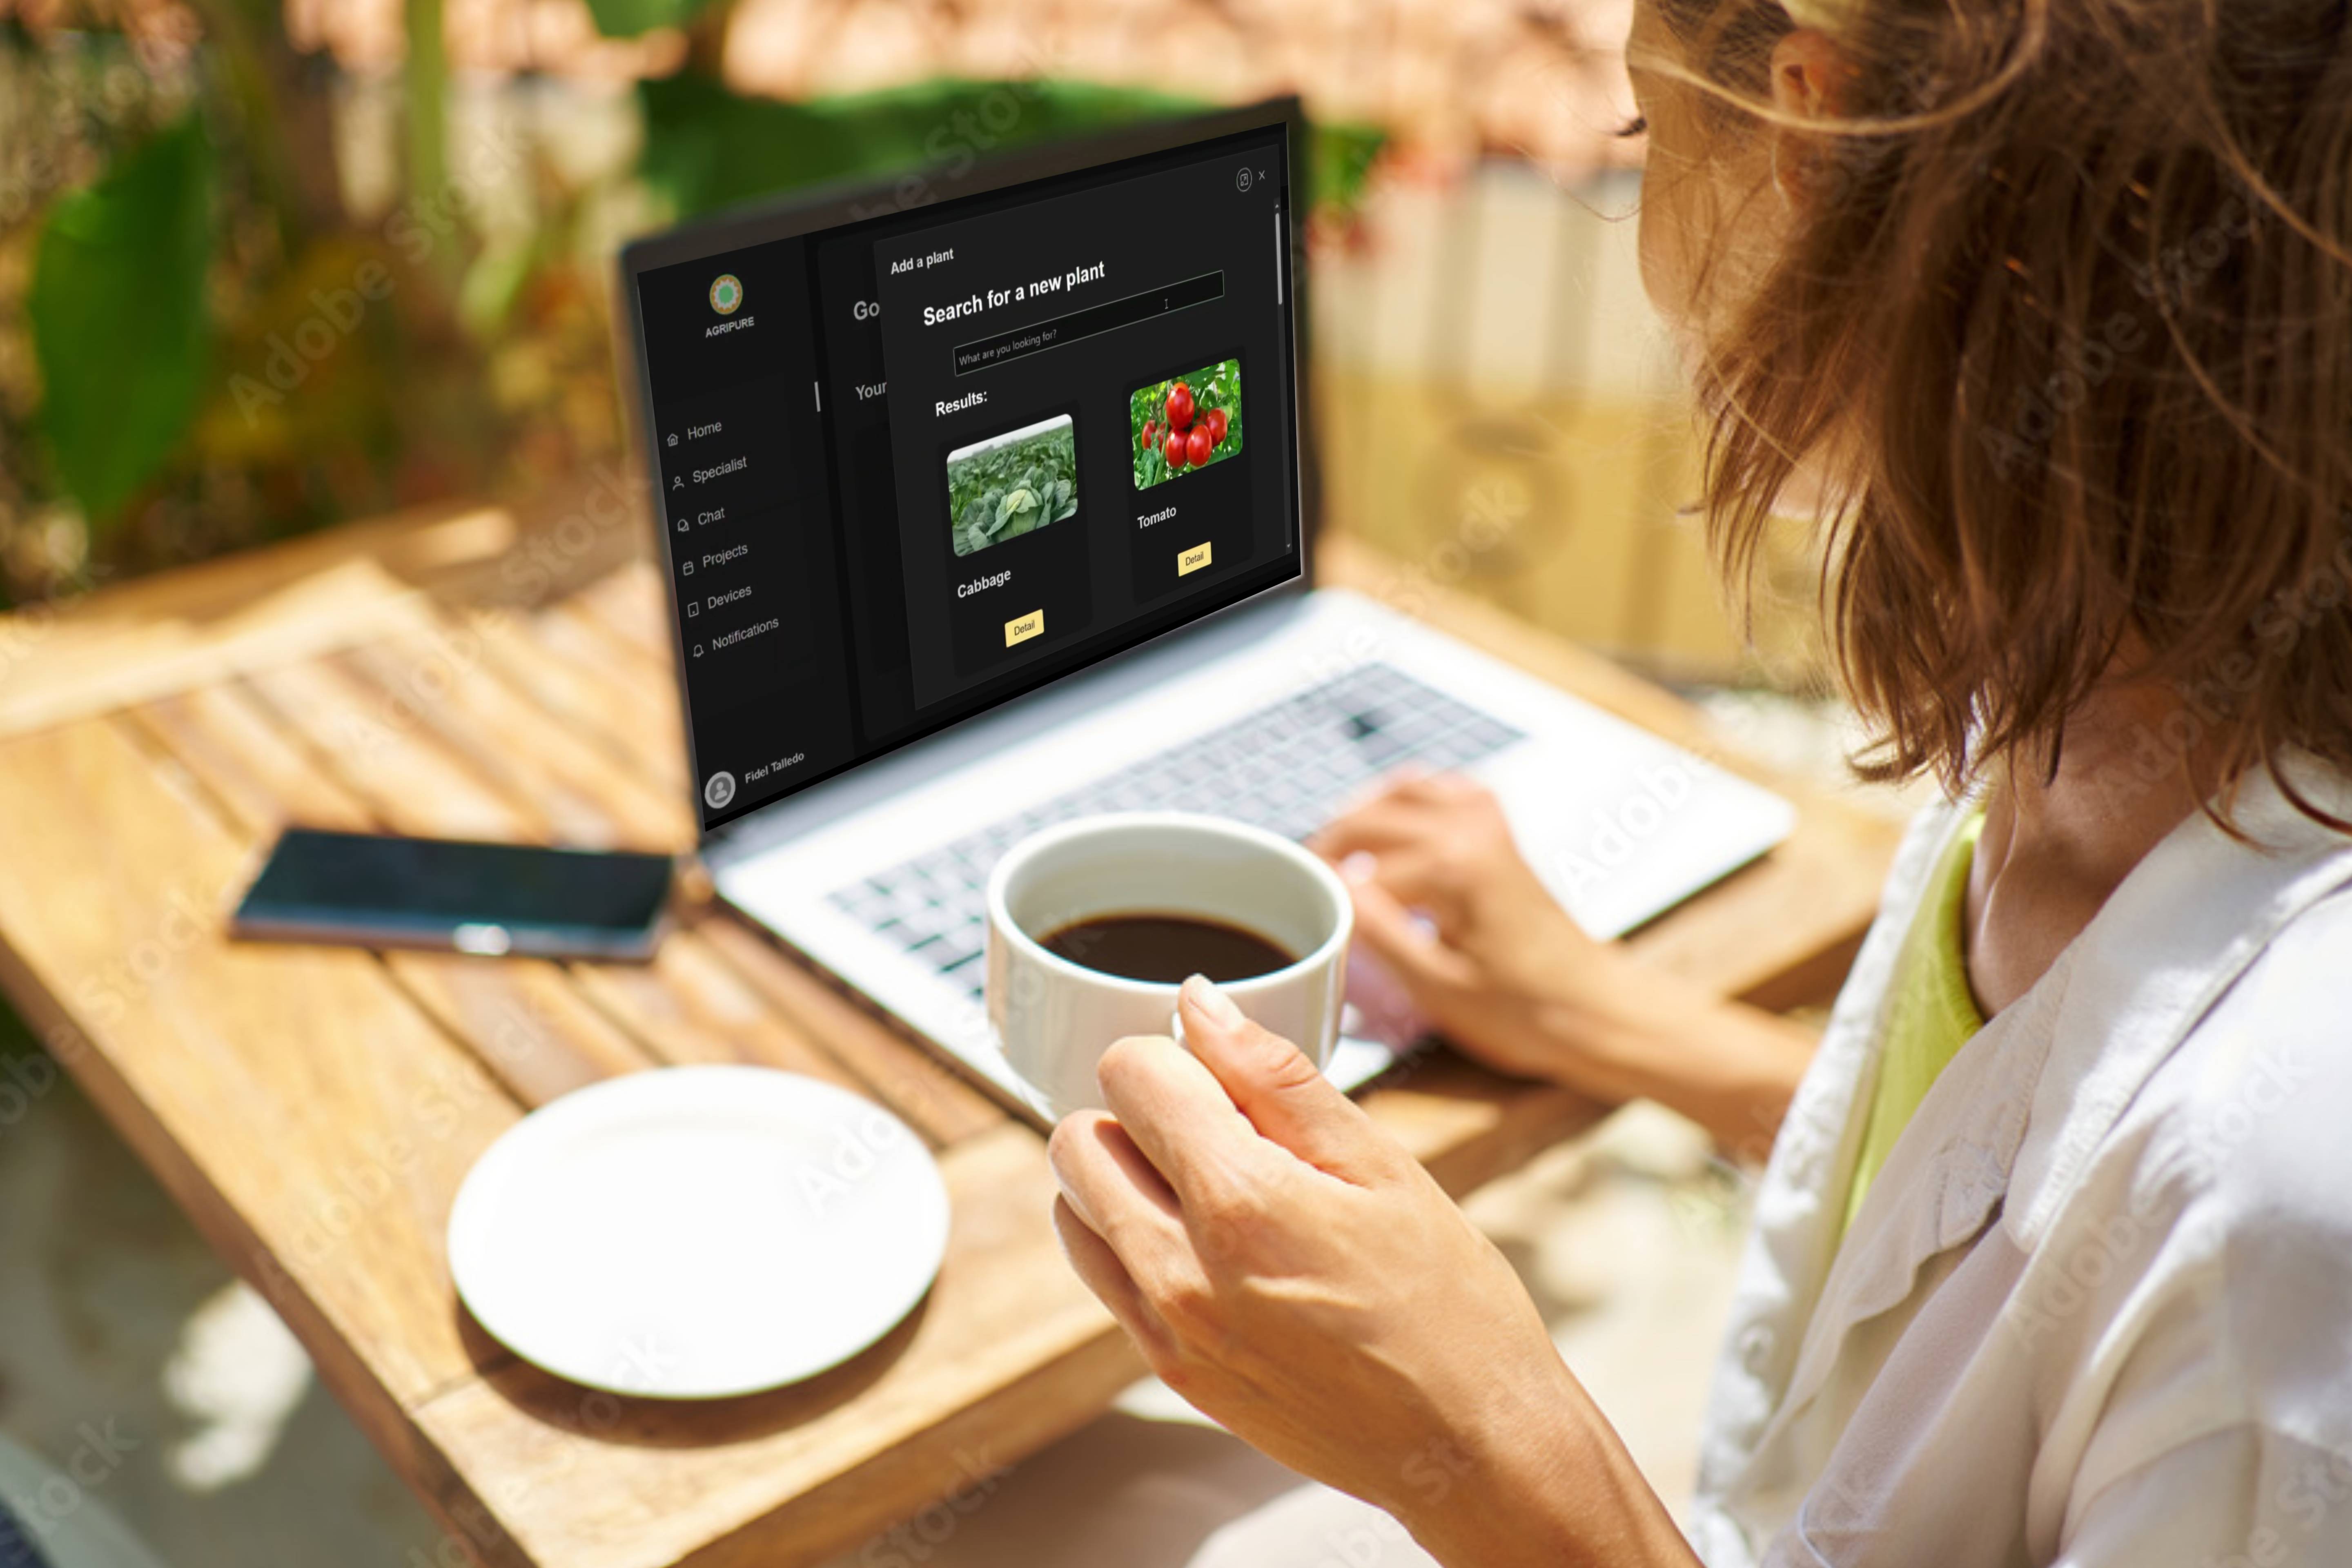 AGRIPURE
Home
Specialist
Chat
Projects
Devices
Notifications
Fidel Talledo
Go
Your
Add a plant
Search for a new plant
What are you looking for?
Results:
Cabbage
Detail
Tomato
Detail
Adobe Stock